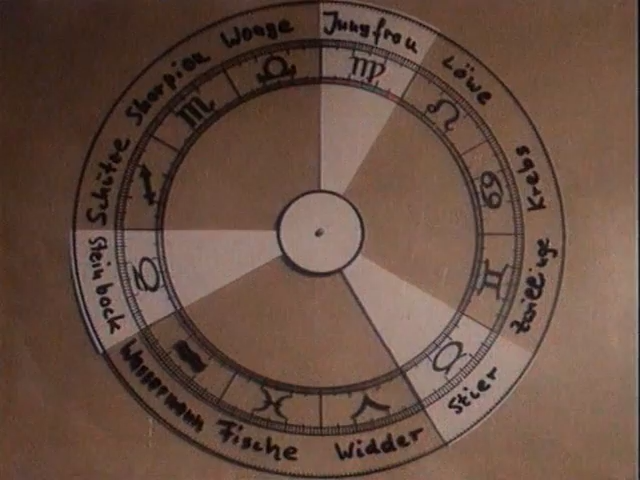 Jungfrau
Löwe
Krebs
Zwillinge
Stier
Widder
Fische
Wassermann
Steinbock
Schütze
Skorpion
Waage